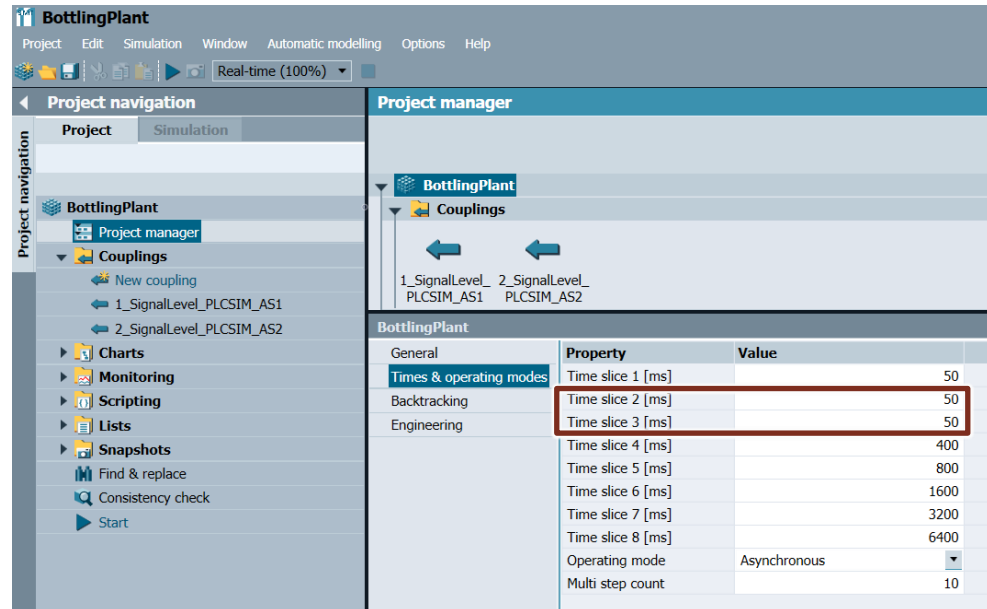 BottlingPlant
Project Edit Simulation Window Automatic modelling Options Help
Real-time (100%)
Project navigation
Project Simulation
Project navigation
BottlingPlant
Project manager
Couplings
New coupling
1_SignalLevel_PLCSIM_AS1
2_SignalLevel_PLCSIM_AS2
Charts
Monitoring
Scripting
Lists
Snapshots
Find & replace
Consistency check
Start
Project manager
BottlingPlant
Couplings
1_SignalLevel_ 2_SignalLevel_
PLCSIM_AS1 PLCSIM_AS2
BottlingPlant
General
Times & operating modes
Backtracking
Engineering
Property Value
Time slice 1 [ms] 50
Time slice 2 [ms] 50
Time slice 3 [ms] 50
Time slice 4 [ms] 400
Time slice 5 [ms] 800
Time slice 6 [ms] 1600
Time slice 7 [ms] 3200
Time slice 8 [ms] 6400
Operating mode Asynchronous
Multi step count 10